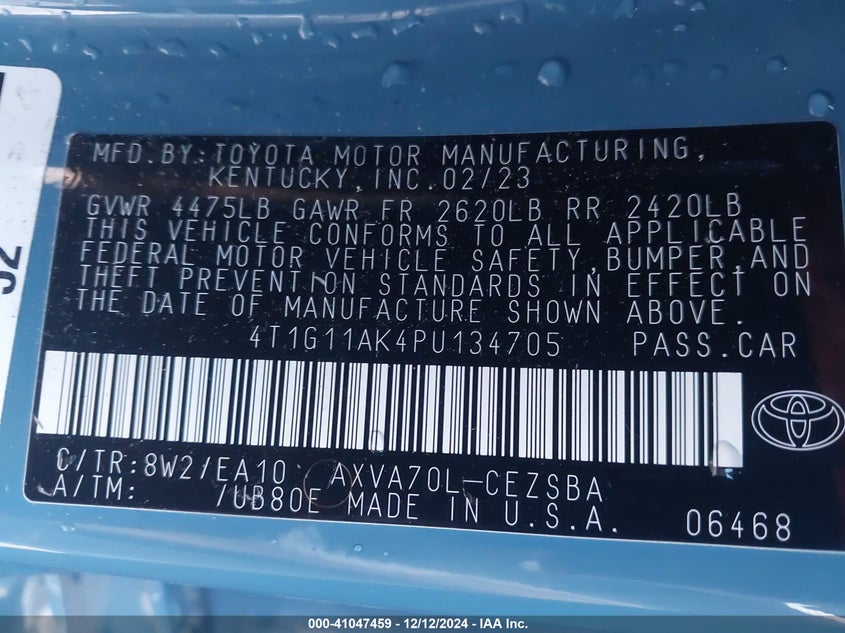 MFD.BY:TOYOTA MOTOR MANUFACTURING,
KENTUCKY,INC.02/23
GVWR 4475LB GAWR FR 2620LB RR 2420LB
THIS VEHICLE CONFORMS TO ALL APPLICABLE
FEDERAL MOTOR VEHICLE SAFETY,BUMPER,AND
THEFT PREVENTION STANDARDS IN EFFECT ON
THE DATE OF MANUFACTURE SHOWN ABOVE.
4T1G11AK4PU134705 PASS.CAR
C/TR:8W2/EA10 AXVA70L-CEZSBA
A/TM: /UB80E MADE IN U.S.A. 06468
000-41047459 - 12/12/2024 - IAA Inc.